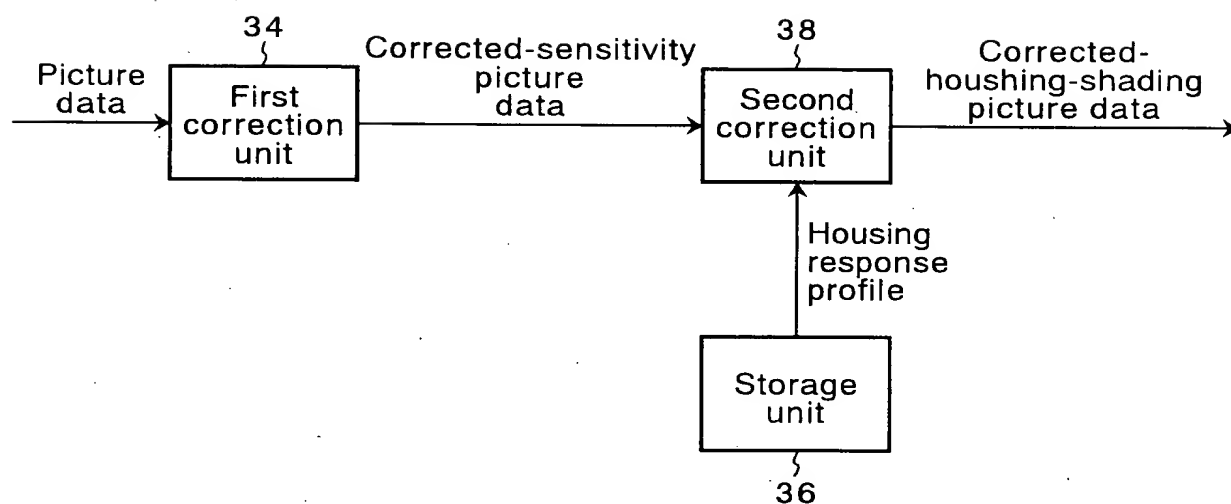 34
38
Picture
data
First
correction
unit
Corrected-sensitivity
picture
data
Second
correction
unit
Corrected-
houshing-shading
picture data
Housing
response
profile
Storage
unit
36